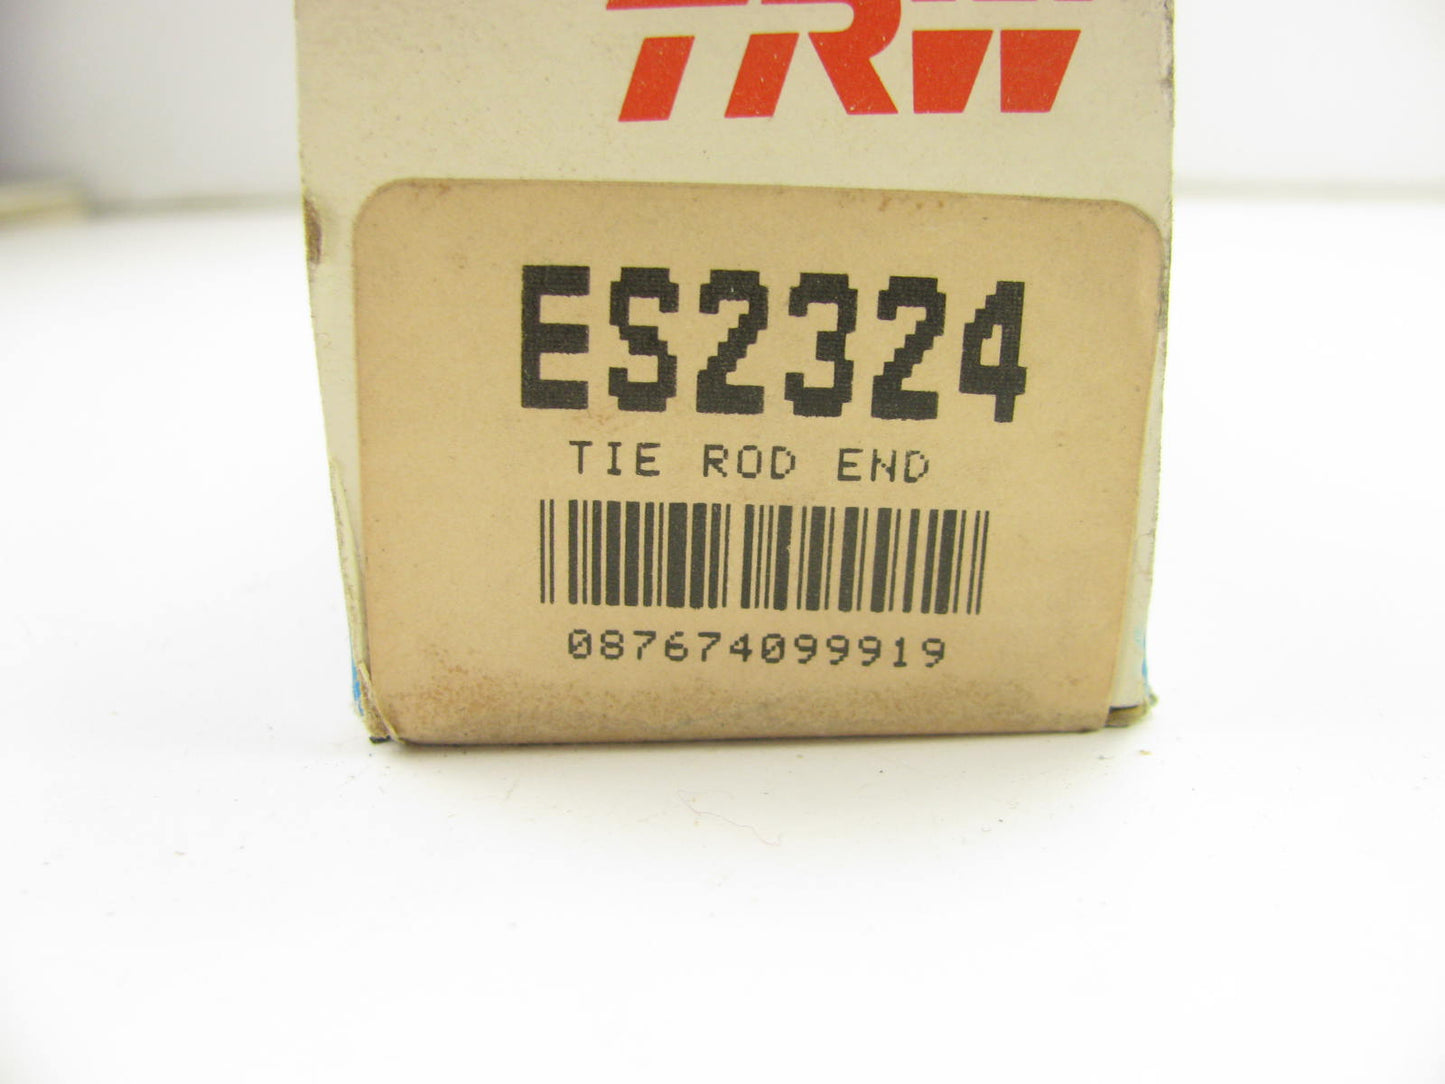 TRW
ES2324
TIE ROD END
087674099919